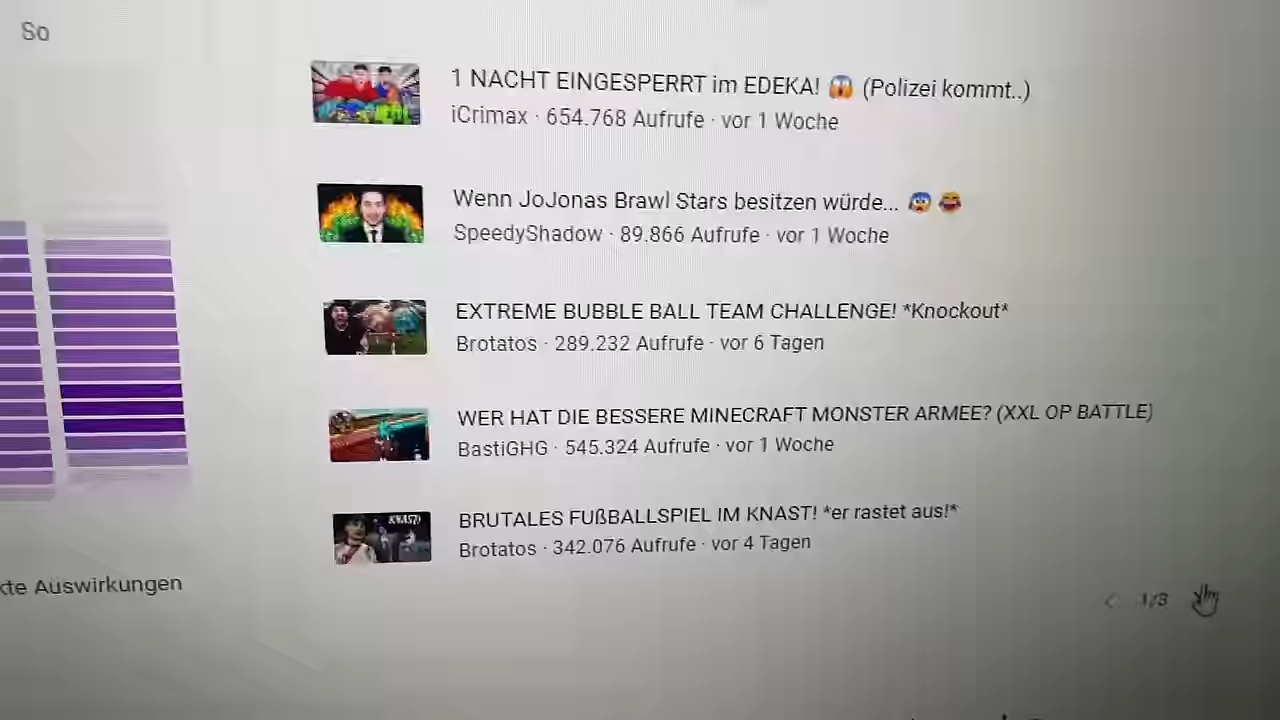 So
1 NACHT EINGESPERRT im EDEKA! 😱 (Polizei kommt..)
iCrimax · 654.768 Aufrufe · vor 1 Woche
Wenn JoJonas Brawl Stars besitzen würde... 😨😂
SpeedyShadow · 89.866 Aufrufe · vor 1 Woche
EXTREME BUBBLE BALL TEAM CHALLENGE! *Knockout*
Brotatos · 289.232 Aufrufe · vor 6 Tagen
WER HAT DIE BESSERE MINECRAFT MONSTER ARMEE? (XXL OP BATTLE)
BastiGHG · 545.324 Aufrufe · vor 1 Woche
KNAST
BRUTALES FUßBALLSPIEL IM KNAST! *er rastet aus!*
Brotatos · 342.076 Aufrufe · vor 4 Tagen
kte Auswirkungen
1/3